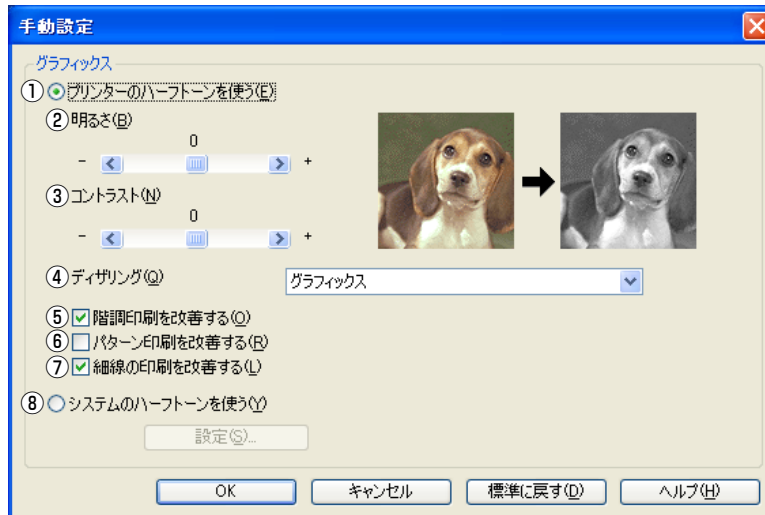 手動設定
グラフィックス
① プリンターのハーフトーンを使う(E)
② 明るさ(B)
0
- +
③ コントラスト(N)
0
- +
④ ディザリング(Q) グラフィックス
⑤ 階調印刷を改善する(O)
⑥ パターン印刷を改善する(R)
⑦ 細線の印刷を改善する(L)
⑧ システムのハーフトーンを使う(Y)
設定(S)...
OK キャンセル 標準に戻す(D) ヘルプ(H)